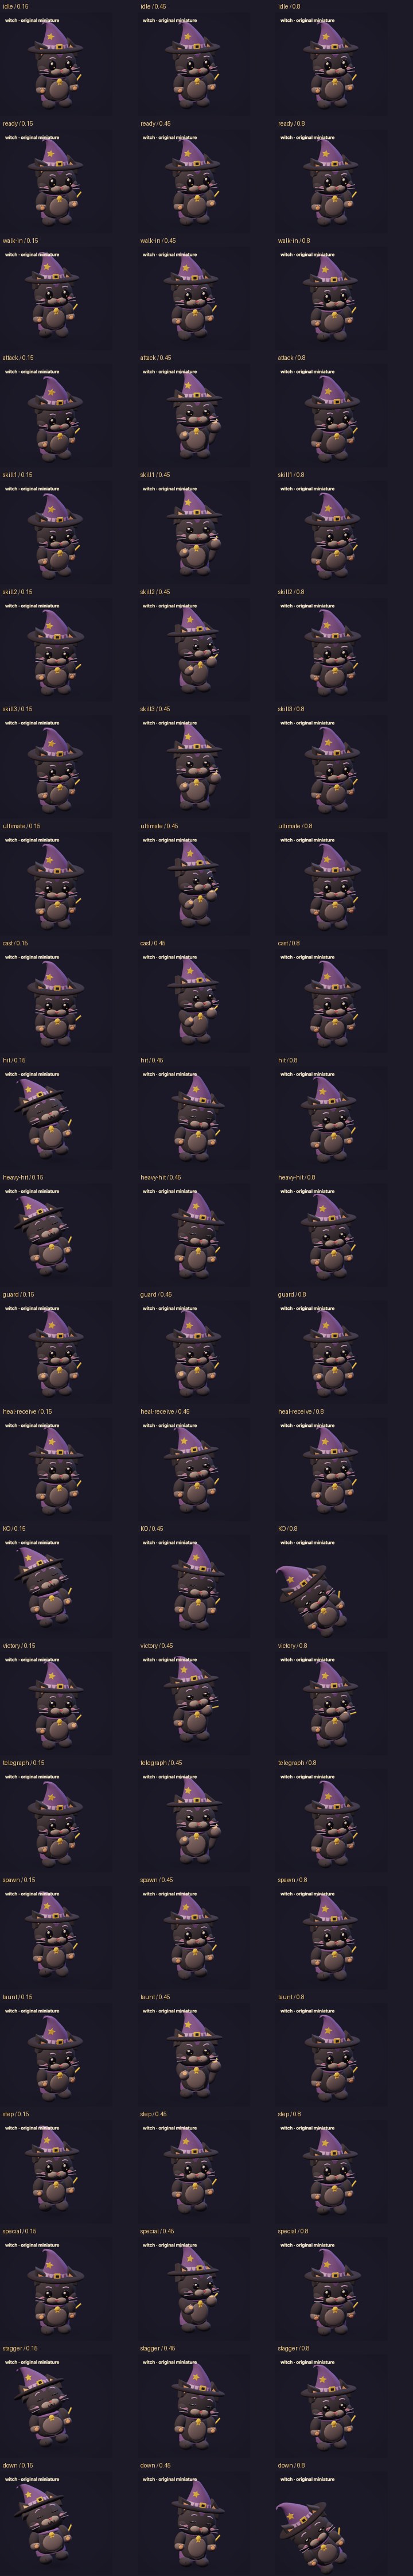 idle / 0.15 idle / 0.45 idle / 0.8
witch - original miniature witch - original miniature witch - original miniature
ready / 0.15 ready / 0.45 ready / 0.8
witch - original miniature witch - original miniature witch - original miniature
walk-in / 0.15 walk-in / 0.45 walk-in / 0.8
witch - original miniature witch - original miniature witch - original miniature
attack / 0.15 attack / 0.45 attack / 0.8
witch - original miniature witch - original miniature witch - original miniature
skill1 / 0.15 skill1 / 0.45 skill1 / 0.8
witch - original miniature witch - original miniature witch - original miniature
skill2 / 0.15 skill2 / 0.45 skill2 / 0.8
witch - original miniature witch - original miniature witch - original miniature
skill3 / 0.15 skill3 / 0.45 skill3 / 0.8
witch - original miniature witch - original miniature witch - original miniature
ultimate / 0.15 ultimate / 0.45 ultimate / 0.8
witch - original miniature witch - original miniature witch - original miniature
cast / 0.15 cast / 0.45 cast / 0.8
witch - original miniature witch - original miniature witch - original miniature
hit / 0.15 hit / 0.45 hit / 0.8
witch - original miniature witch - original miniature witch - original miniature
heavy-hit / 0.15 heavy-hit / 0.45 heavy-hit / 0.8
witch - original miniature witch - original miniature witch - original miniature
guard / 0.15 guard / 0.45 guard / 0.8
witch - original miniature witch - original miniature witch - original miniature
heal-receive / 0.15 heal-receive / 0.45 heal-receive / 0.8
witch - original miniature witch - original miniature witch - original miniature
KO / 0.15 KO / 0.45 KO / 0.8
witch - original miniature witch - original miniature witch - original miniature
victory / 0.15 victory / 0.45 victory / 0.8
witch - original miniature witch - original miniature witch - original miniature
telegraph / 0.15 telegraph / 0.45 telegraph / 0.8
witch - original miniature witch - original miniature witch - original miniature
spawn / 0.15 spawn / 0.45 spawn / 0.8
witch - original miniature witch - original miniature witch - original miniature
taunt / 0.15 taunt / 0.45 taunt / 0.8
witch - original miniature witch - original miniature witch - original miniature
step / 0.15 step / 0.45 step / 0.8
witch - original miniature witch - original miniature witch - original miniature
special / 0.15 special / 0.45 special / 0.8
witch - original miniature witch - original miniature witch - original miniature
stagger / 0.15 stagger / 0.45 stagger / 0.8
witch - original miniature witch - original miniature witch - original miniature
down / 0.15 down / 0.45 down / 0.8
witch - original miniature witch - original miniature witch - original miniature